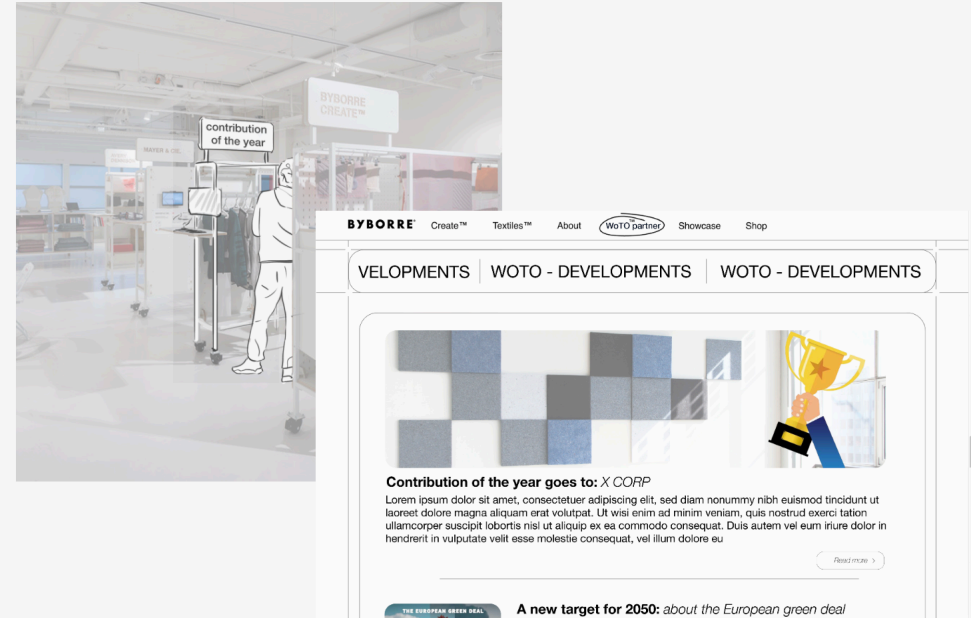 BYBORRE
CREATE™
contribution
of the year
MAYER & CIE.
BYBORRE® Create™ Textiles™ About WoTO partner™ Showcase Shop
VELOPMENTS WOTO - DEVELOPMENTS WOTO - DEVELOPMENTS
Contribution of the year goes to: X CORP
Lorem ipsum dolor sit amet, consectetuer adipiscing elit, sed diam nonummy nibh euismod tincidunt ut
laoreet dolore magna aliquam erat volutpat. Ut wisi enim ad minim veniam, quis nostrud exerci tation
ullamcorper suscipit lobortis nisl ut aliquip ex ea commodo consequat. Duis autem vel eum iriure dolor in
hendrerit in vulputate velit esse molestie consequat, vel illum dolore eu
Read more >
THE EUROPEAN GREEN DEAL
A new target for 2050: about the European green deal